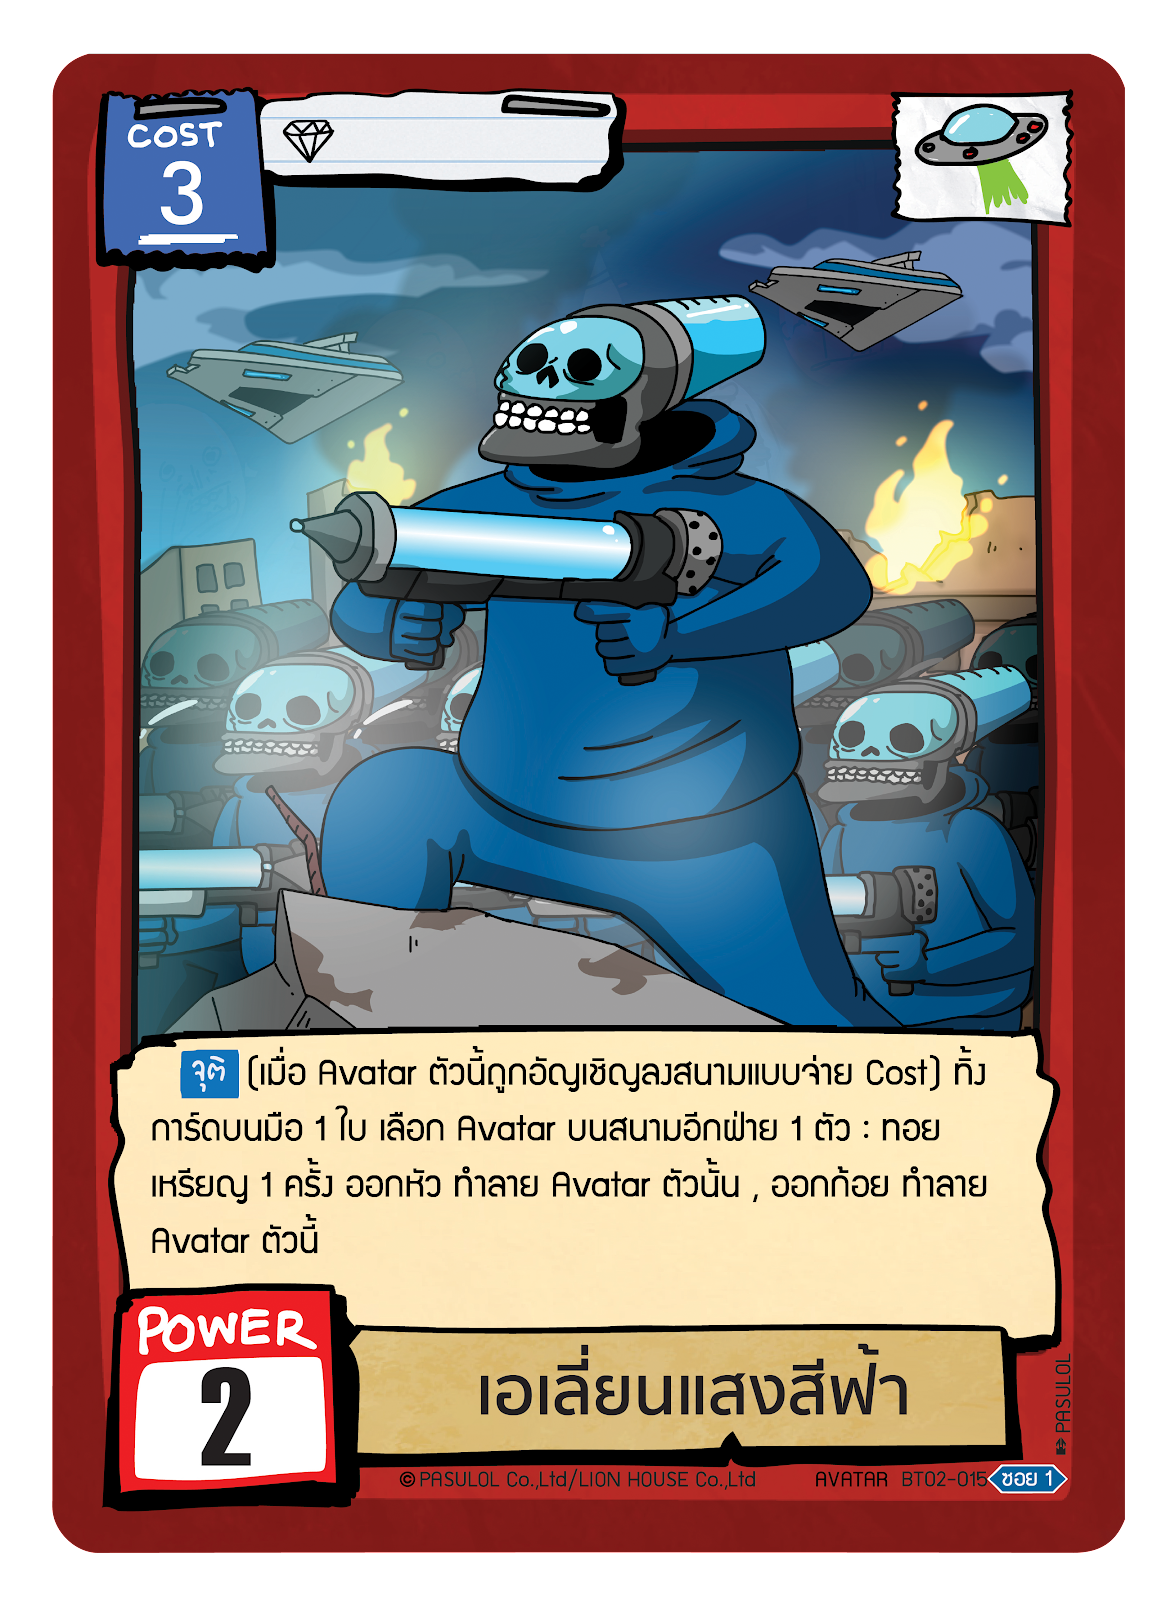 COST
3
จุติ (เมื่อ Avatar ตัวนี้ถูกอัญเชิญลงสนามแบบจ่าย Cost) ทิ้ง
การ์ดบนมือ 1 ใบ เลือก Avatar บนสนามอีกฝ่าย 1 ตัว : ทอย
เหรียญ 1 ครั้ง ออกหัว ทำลาย Avatar ตัวนั้น , ออกก้อย ทำลาย
Avatar ตัวนี้
POWER
2
เอเลี่ยนแสงสีฟ้า
PASULOL
© PASULOL Co.,Ltd/LION HOUSE Co.,Ltd AVATAR BT02-015 ซอย 1